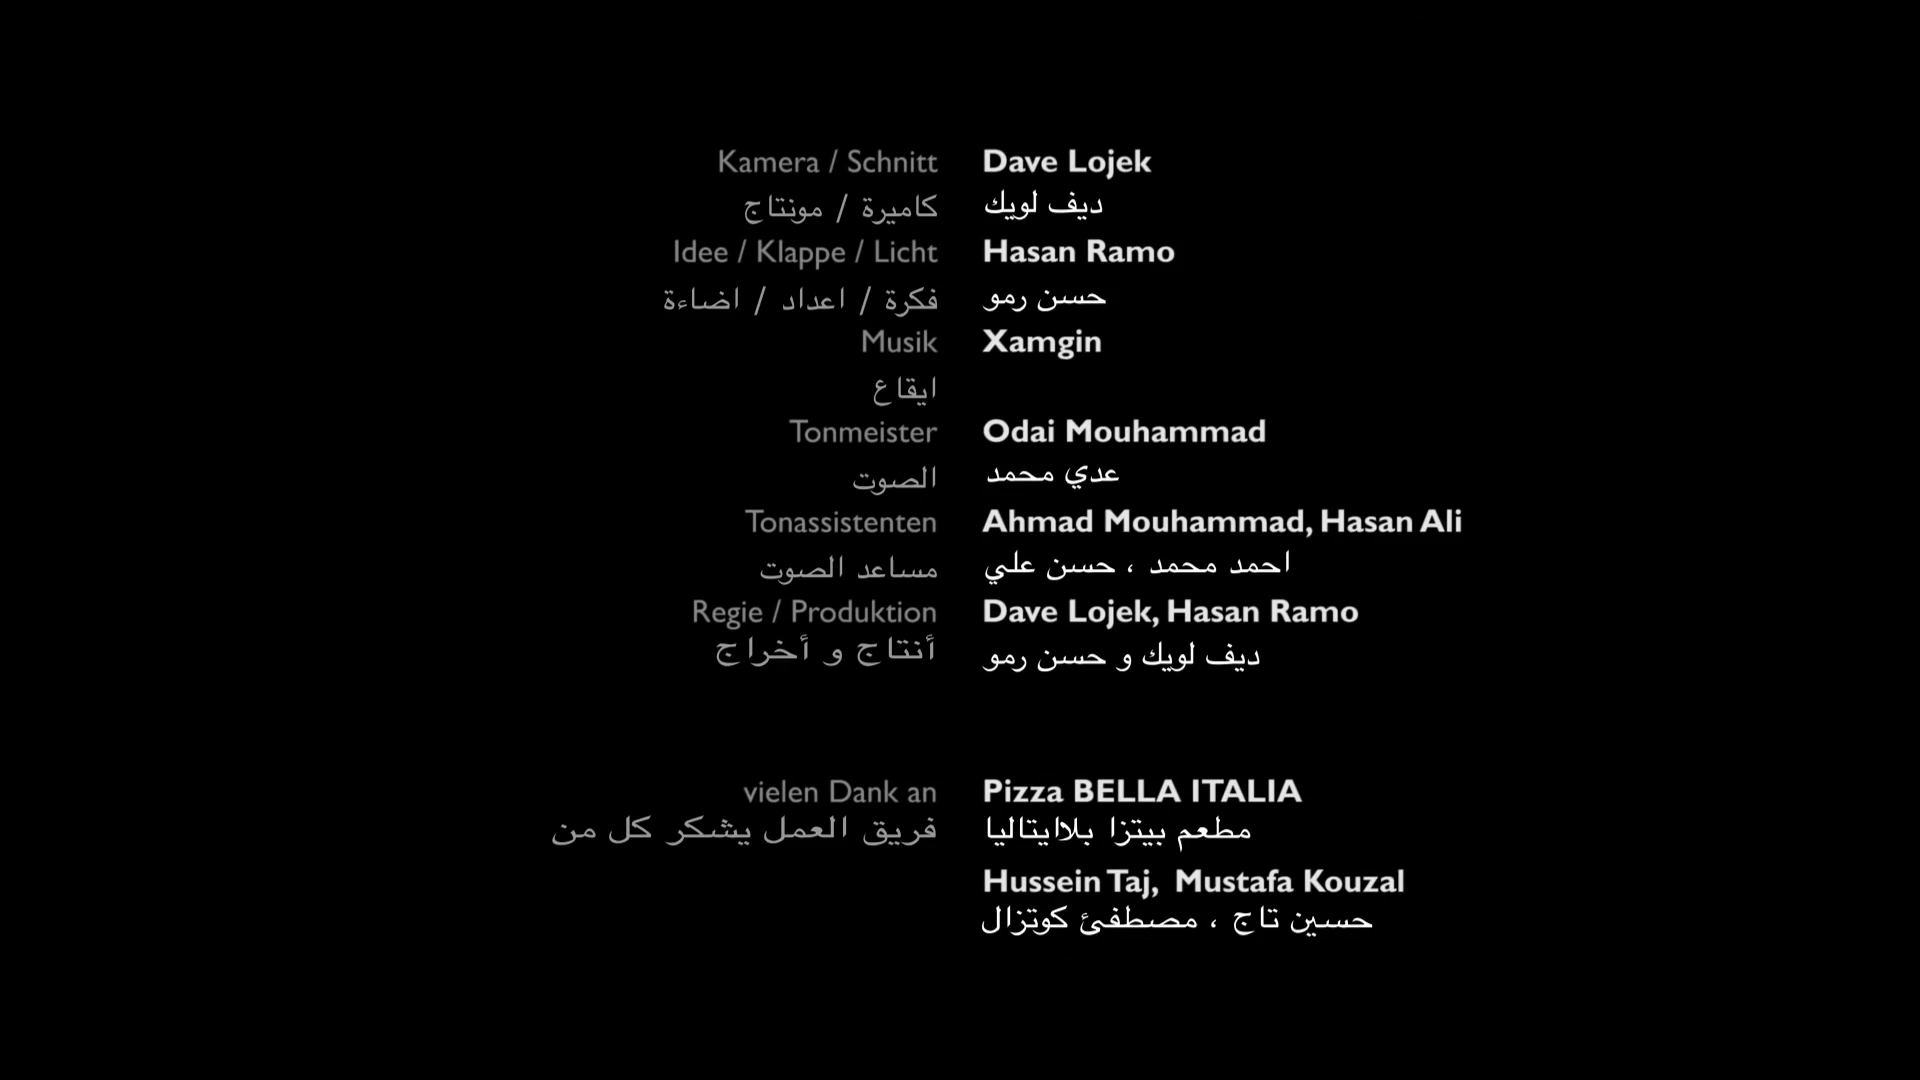 Kamera / Schnitt Dave Lojek
كاميرة / مونتاج ديف لويك
Idee / Klappe / Licht Hasan Ramo
فكرة / اعداد / اضاءة حسن رمو
Musik Xamgin
ايقاع
Tonmeister Odai Mouhammad
الصوت عدي محمد
Tonassistenten Ahmad Mouhammad, Hasan Ali
مساعد الصوت احمد محمد ، حسن علي
Regie / Produktion Dave Lojek, Hasan Ramo
أنتاج و أخراج ديف لويك و حسن رمو
vielen Dank an Pizza BELLA ITALIA
فريق العمل يشكر كل من مطعم بيتزا بلاايتاليا
Hussein Taj, Mustafa Kouzal
حسين تاج ، مصطفئ كوتزال